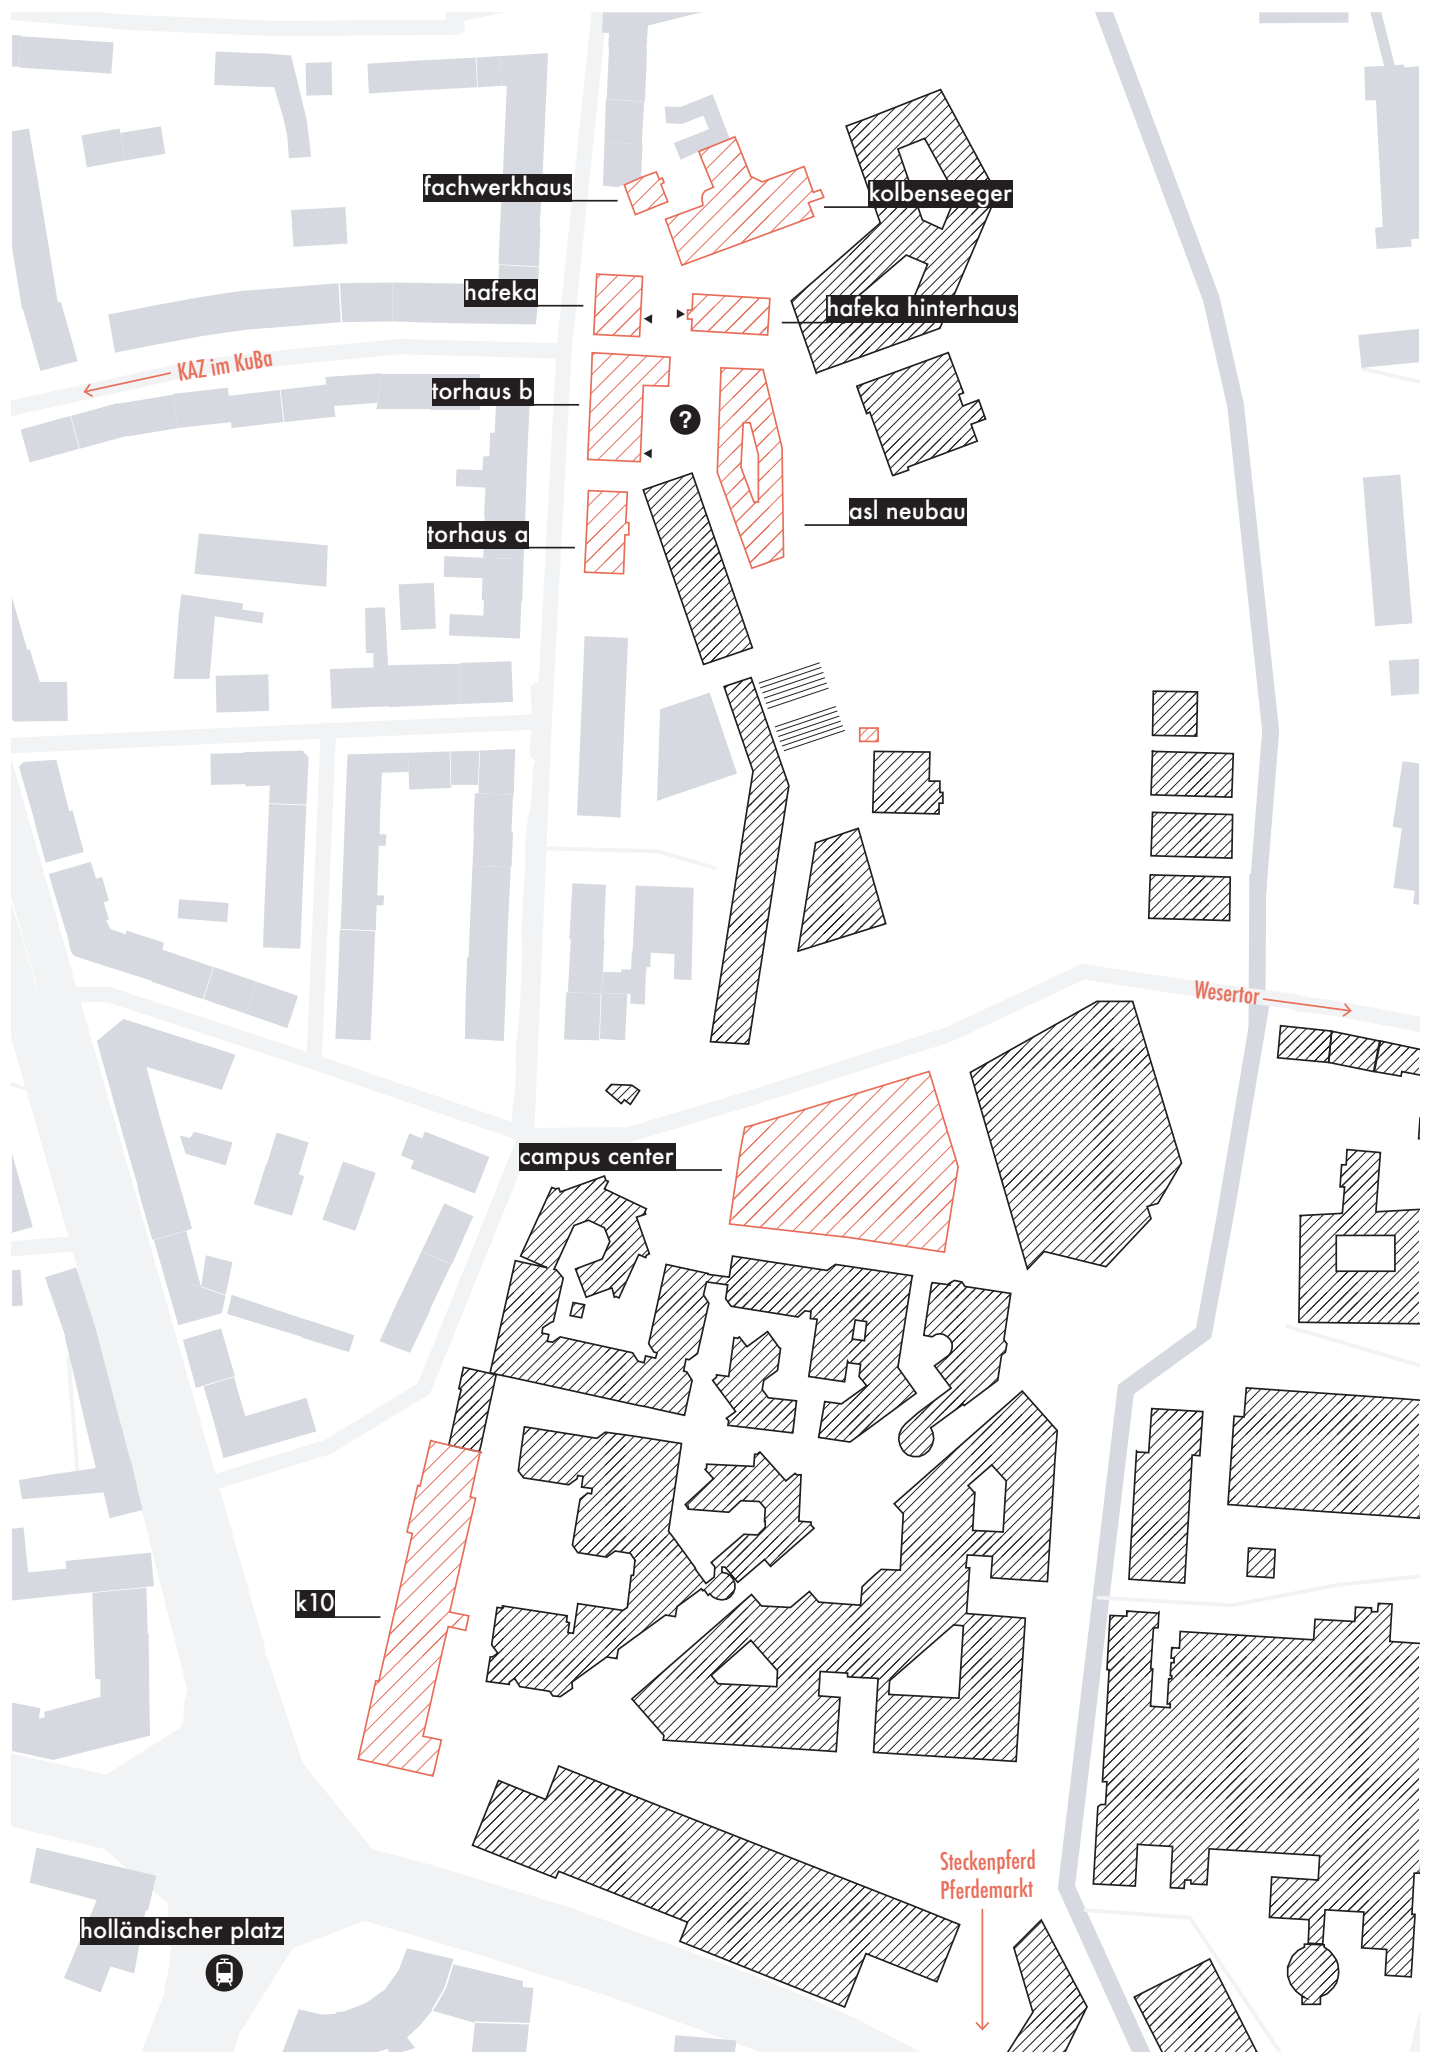 fachwerkhaus
kolbenseeger
hafeka
hafeka hinterhaus
KAZ im KuBa
torhaus b
?
asl neubau
torhaus a
Wesertor
campus center
k10
Steckenpferd
Pferdemarkt
holländischer platz